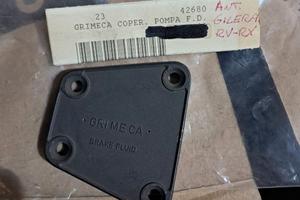 23 42680
GRIMECA COPER. POMPA F.D.
ANT.
GILERA
RV-RX
·GRIMECA·
BRAKE FLUID